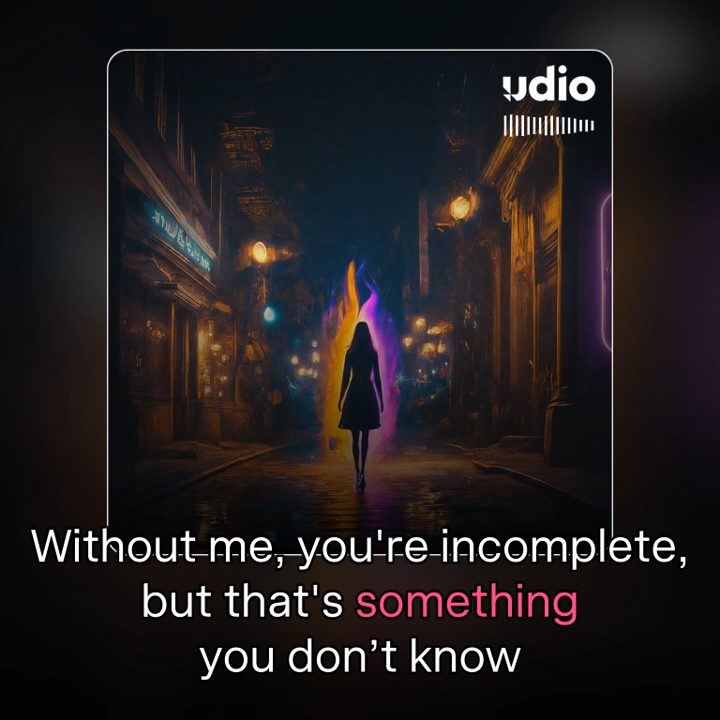 udio
Without me, you're incomplete,
but that's something
you don’t know